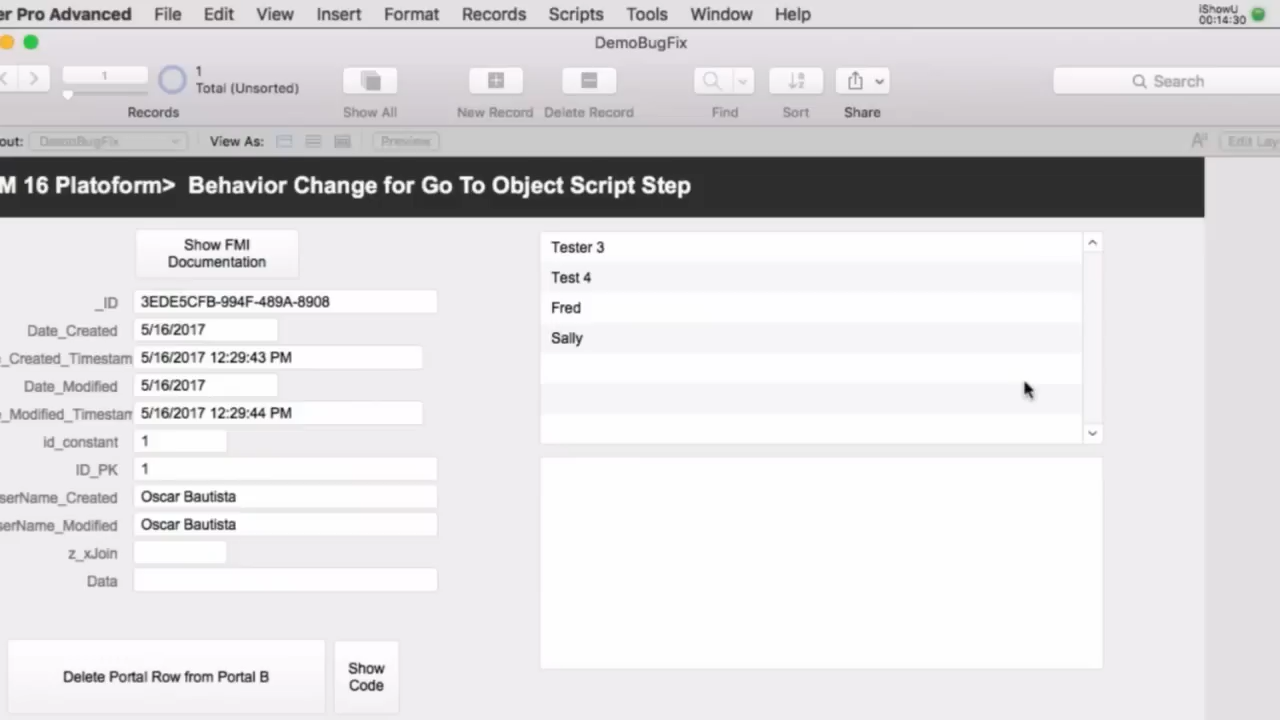 er Pro Advanced File Edit View Insert Format Records Scripts Tools Window Help
iShowU
00:14:30
DemoBugFix
1
1
Total (Unsorted)
Records
Show All
New Record
Delete Record
Find
Sort
Share
Search
out: DemoBugFix View As: Preview
Edit Lay
M 16 Platoform> Behavior Change for Go To Object Script Step
Show FMI
Documentation
_ID 3EDE5CFB-994F-489A-8908
Date_Created 5/16/2017
e_Created_Timestam 5/16/2017 12:29:43 PM
Date_Modified 5/16/2017
e_Modified_Timestam 5/16/2017 12:29:44 PM
id_constant 1
ID_PK 1
serName_Created Oscar Bautista
serName_Modified Oscar Bautista
z_xJoin
Data
Tester 3
Test 4
Fred
Sally
Delete Portal Row from Portal B
Show
Code